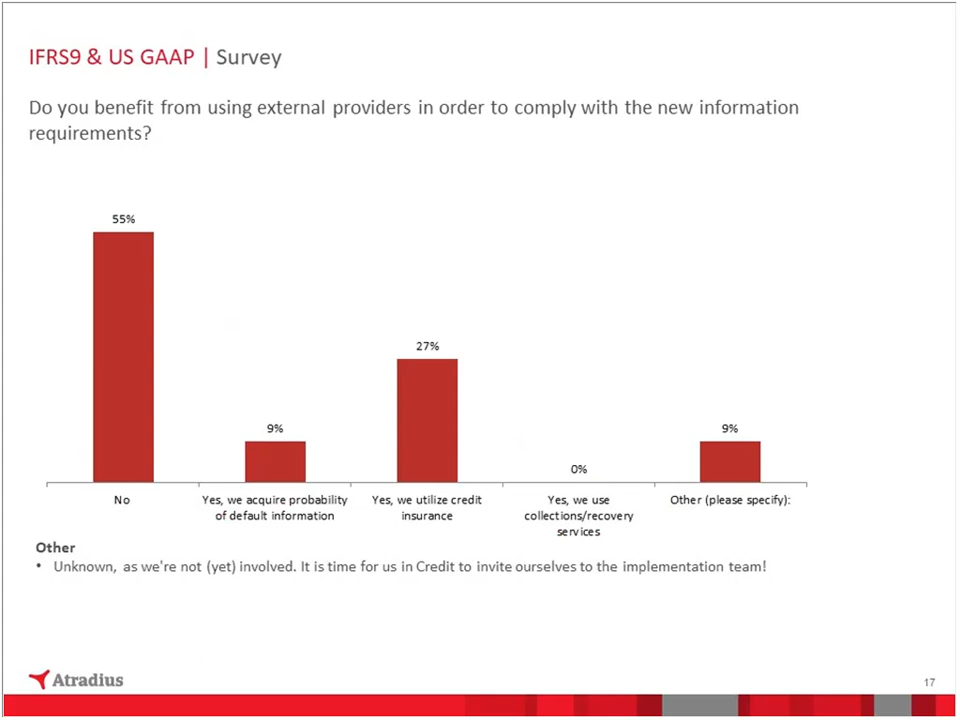 IFRS9 & US GAAP | Survey
Do you benefit from using external providers in order to comply with the new information
requirements?
55%
9%
27%
0%
9%
No
Yes, we acquire probability
of default information
Yes, we utilize credit
insurance
Yes, we use
collections/recovery
services
Other (please specify):
Other
• Unknown, as we're not (yet) involved. It is time for us in Credit to invite ourselves to the implementation team!
Atradius
17